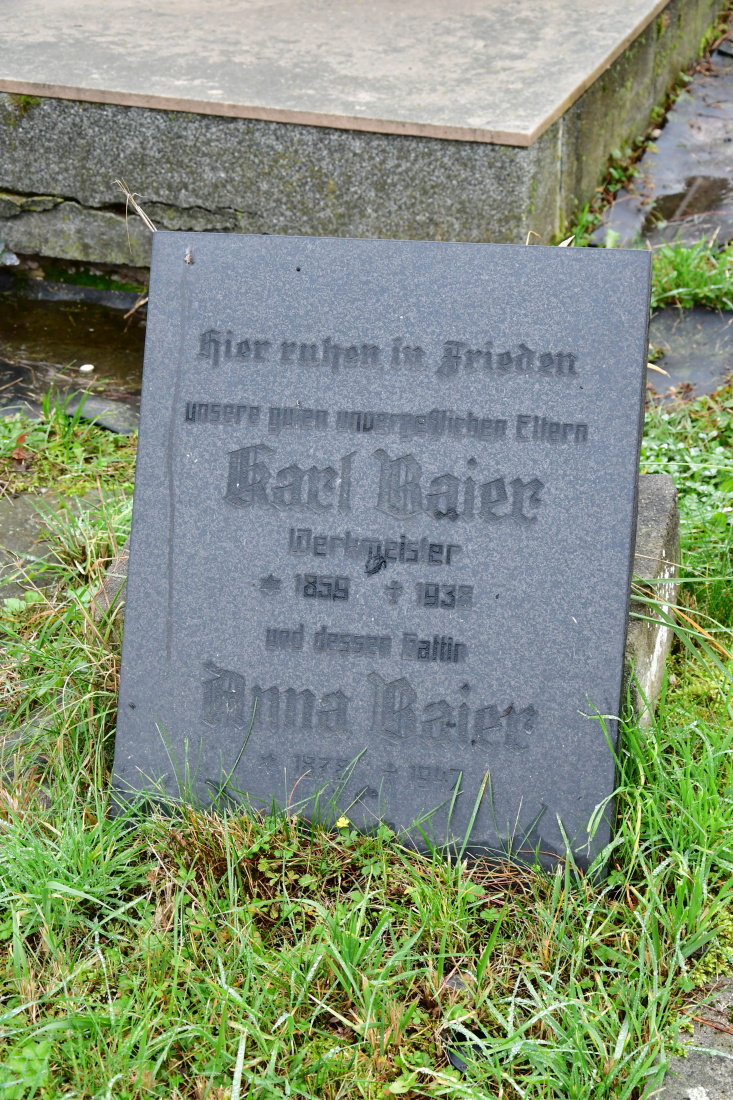 Hier ruhen in Frieden
unsere guten unvergeßlichen Eltern
Karl Baier
Werkmeister
* 1859 † 1938
und dessen Gattin
Anna Baier